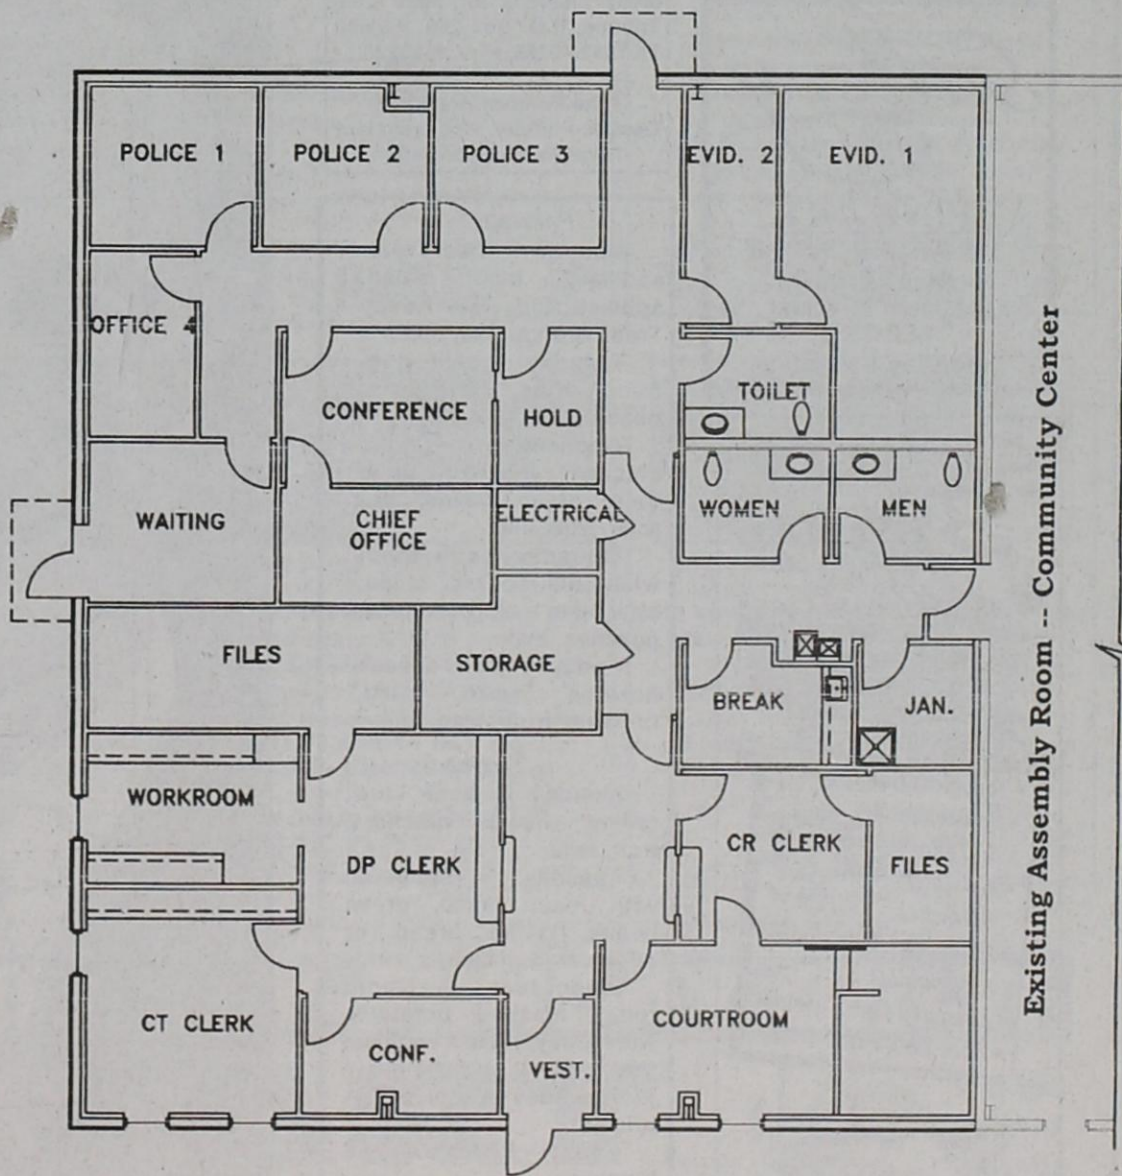 POLICE 1
POLICE 2
POLICE 3
EVID. 2
EVID. 1
OFFICE 4
CONFERENCE
HOLD
TOILET
WAITING
CHIEF
OFFICE
ELECTRICAL
WOMEN
MEN
FILES
STORAGE
BREAK
JAN.
WORKROOM
DP CLERK
CR CLERK
FILES
CT CLERK
CONF.
VEST.
COURTROOM
Existing Assembly Room -- Community Center